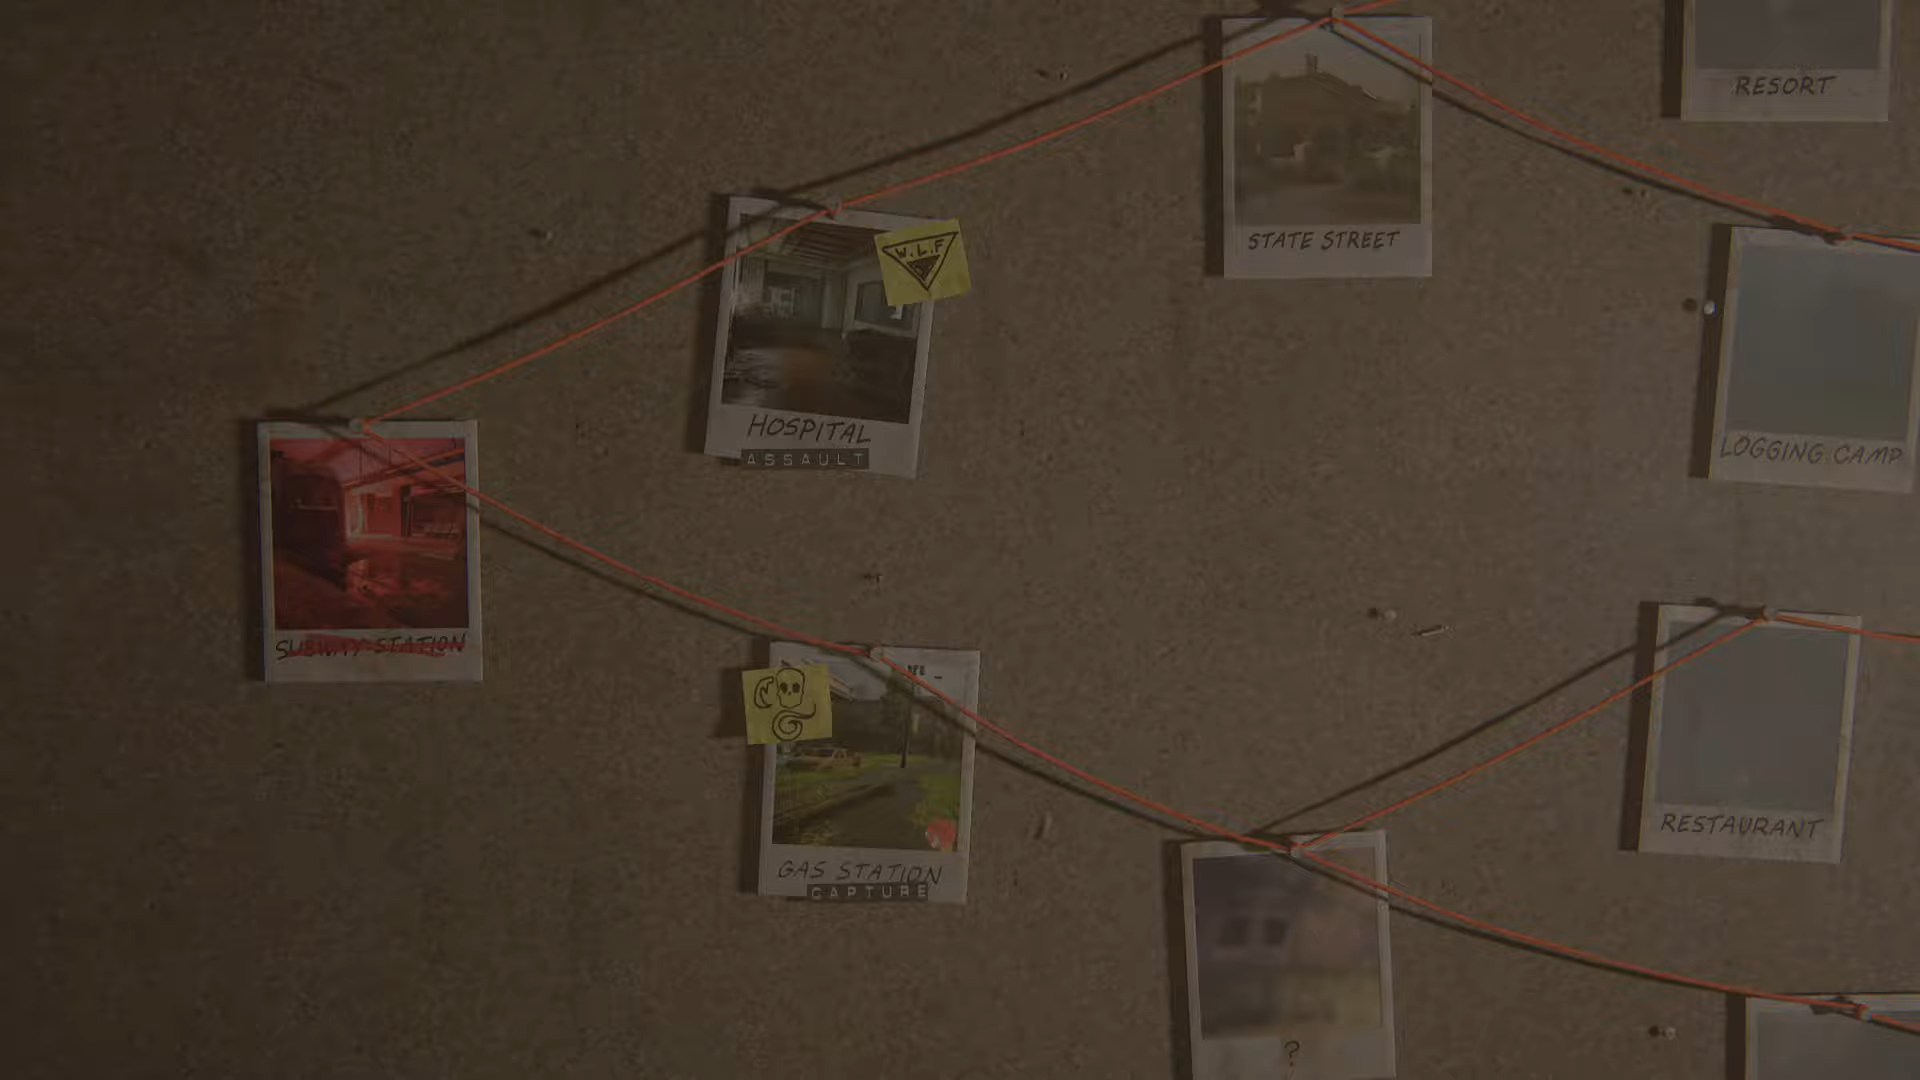 RESORT
STATE STREET
W.L.F
HOSPITAL
ASSAULT
LOGGING CAMP
SUBWAY STATION
RESTAURANT
GAS STATION
CAPTURE
?